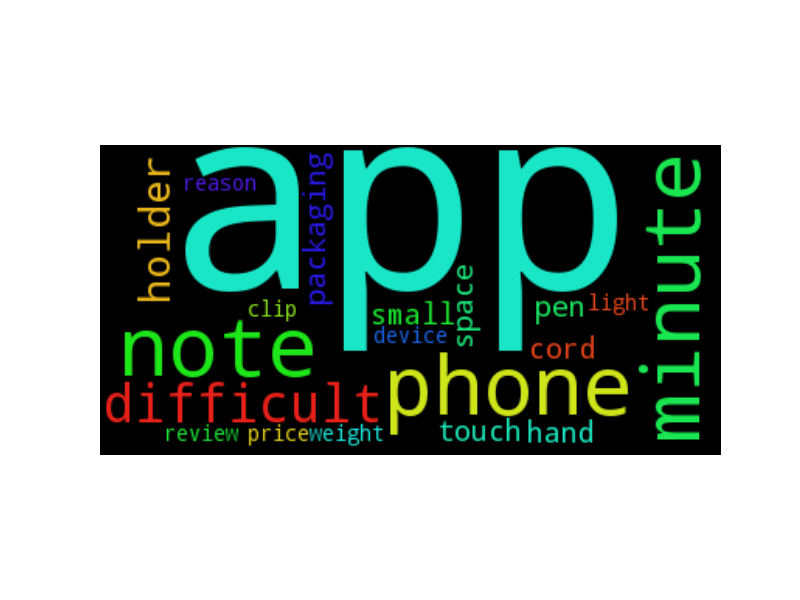 app
holder
reason
packaging
minute
clip
small
space
pen
light
note
device
cord
difficult
phone
review
price
weight
touch
hand